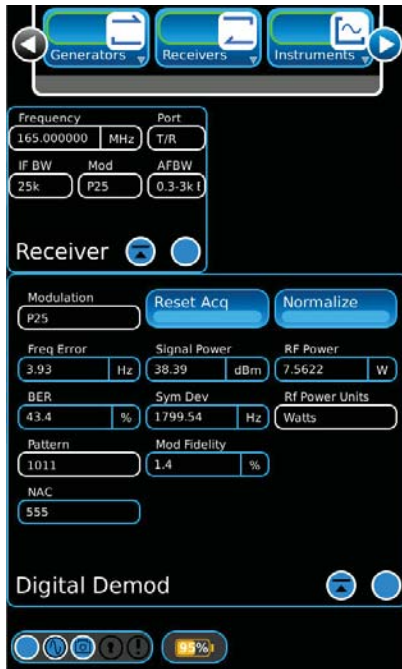 Generators Receivers Instruments
Frequency Port
165.000000 MHz T/R
IF BW Mod AFBW
25k P25 0.3-3k
Receiver
Modulation
P25 Reset Acq Normalize
Freq Error Signal Power RF Power
3.93 Hz 38.39 dBm 7.5622 W
BER Sym Dev Rf Power Units
43.4 % 1799.54 Hz Watts
Pattern Mod Fidelity
1011 1.4 %
NAC
555
Digital Demod
95%